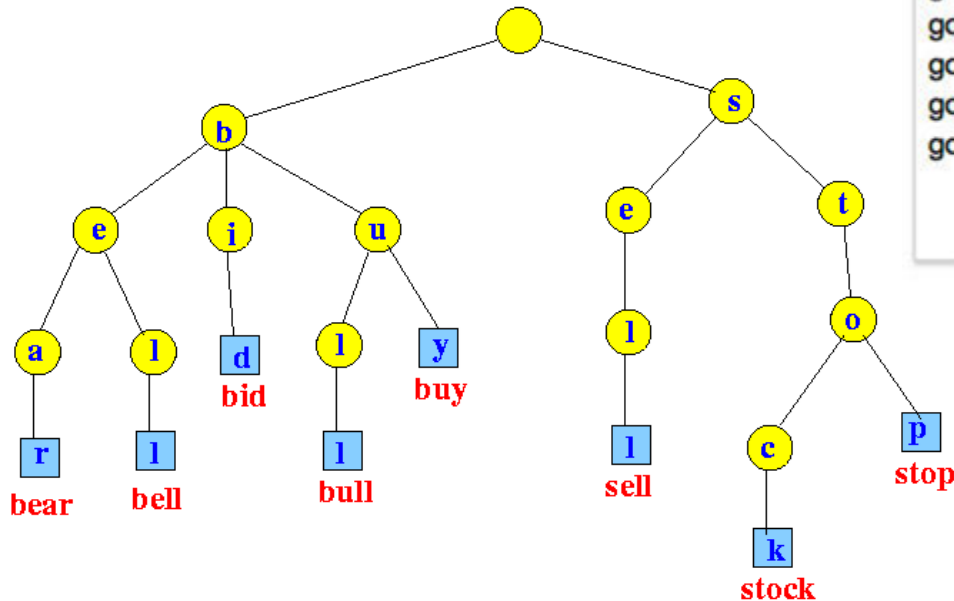 b s
e i u e t
a l d l y l o
bid buy
r l l l c p
bear bell bull sell stop
k
stock